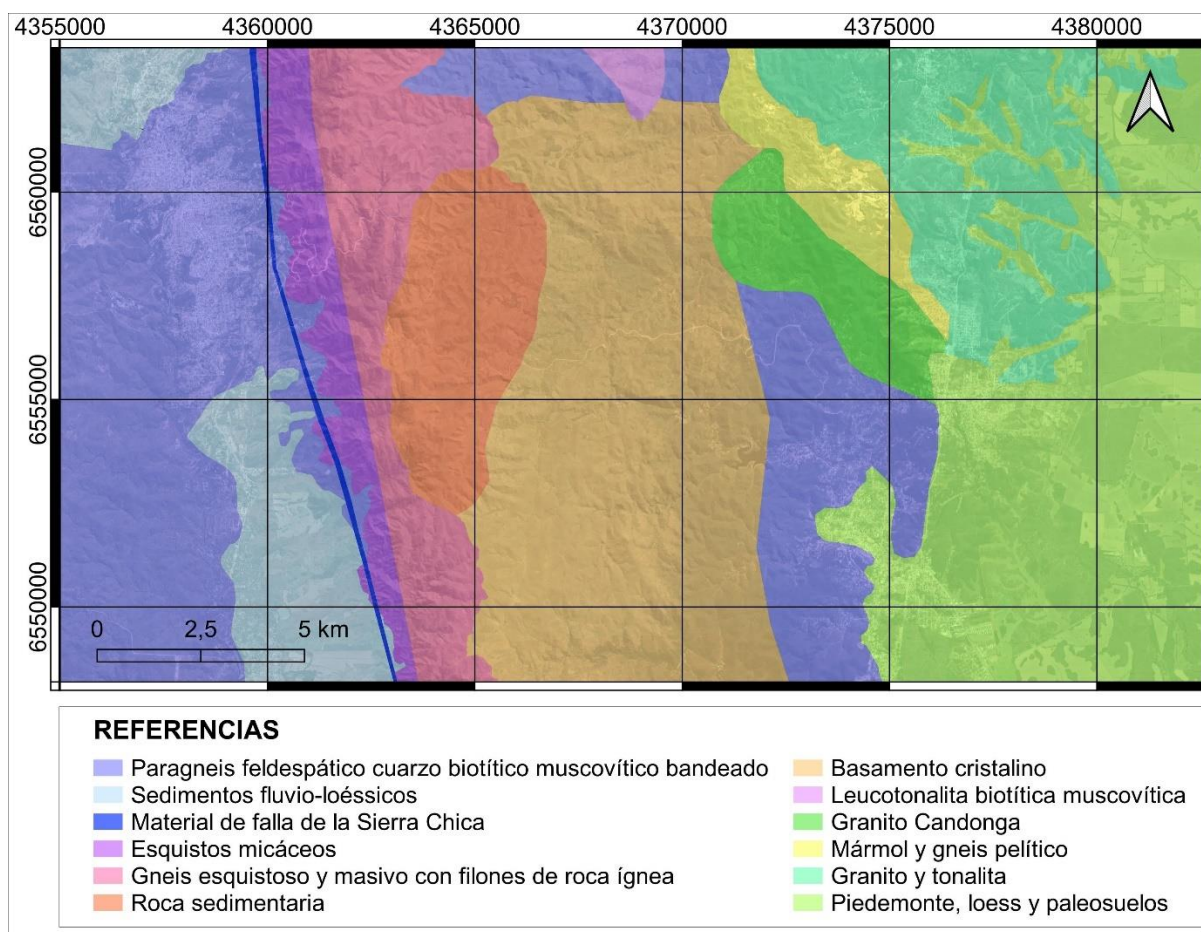 4355000 4360000 4365000 4370000 4375000 4380000
6560000
6555000
6550000
0 2,5 5 km
REFERENCIAS
Paragneis feldespático cuarzo biotítico muscovítico bandeado
Sedimentos fluvio-loéssicos
Material de falla de la Sierra Chica
Esquistos micáceos
Gneis esquistoso y masivo con filones de roca ígnea
Roca sedimentaria
Basamento cristalino
Leucotonalita biotítica muscovítica
Granito Candonga
Mármol y gneis pelítico
Granito y tonalita
Piedemonte, loess y paleosuelos